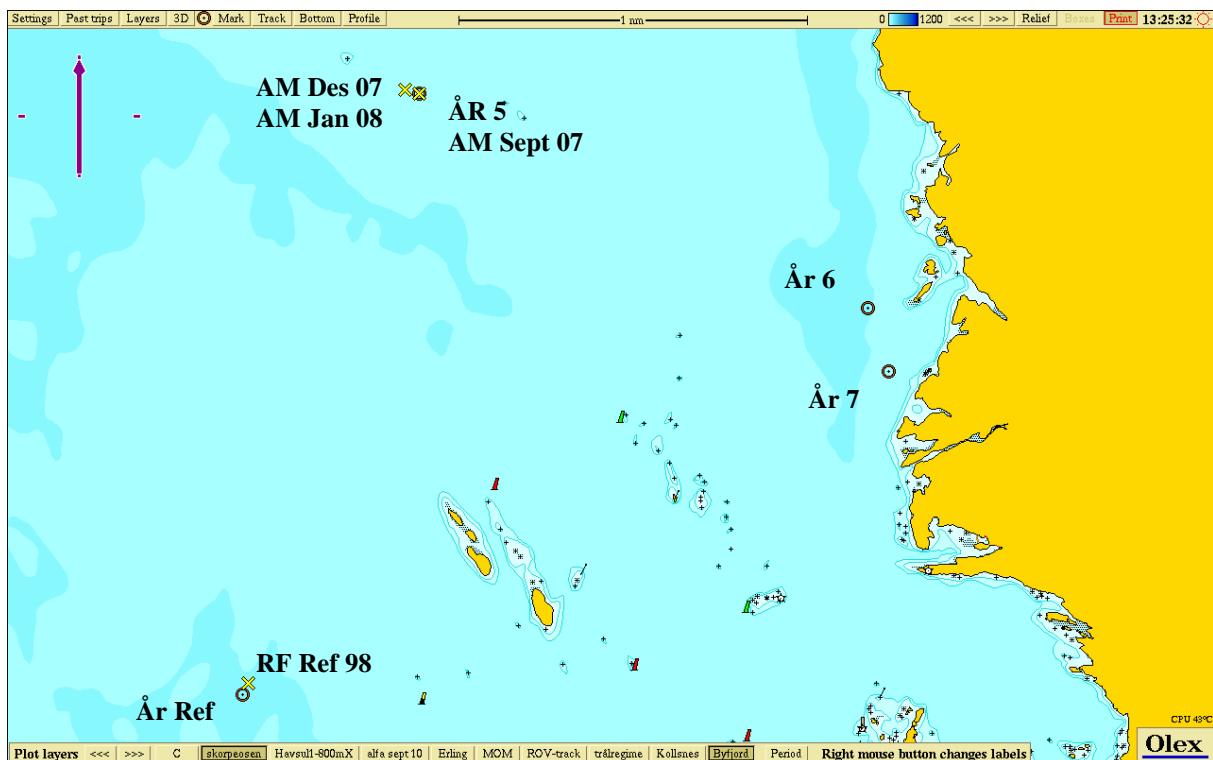 Settings Past trips Layers 3D Mark Track Bottom Profile 1 nm 0 1200 <<< >>> Relief Boxes Print 13:25:32
AM Des 07
AM Jan 08
ÅR 5
AM Sept 07
År 6
År 7
RF Ref 98
År Ref
CPU 43°C
Olex
Plot layers <<< >>> C skorpeosen Havsul1-800mX alfa sept 10 Erling MOM ROV-track trålregime Kollsnes Byfjord Period Right mouse button changes labels